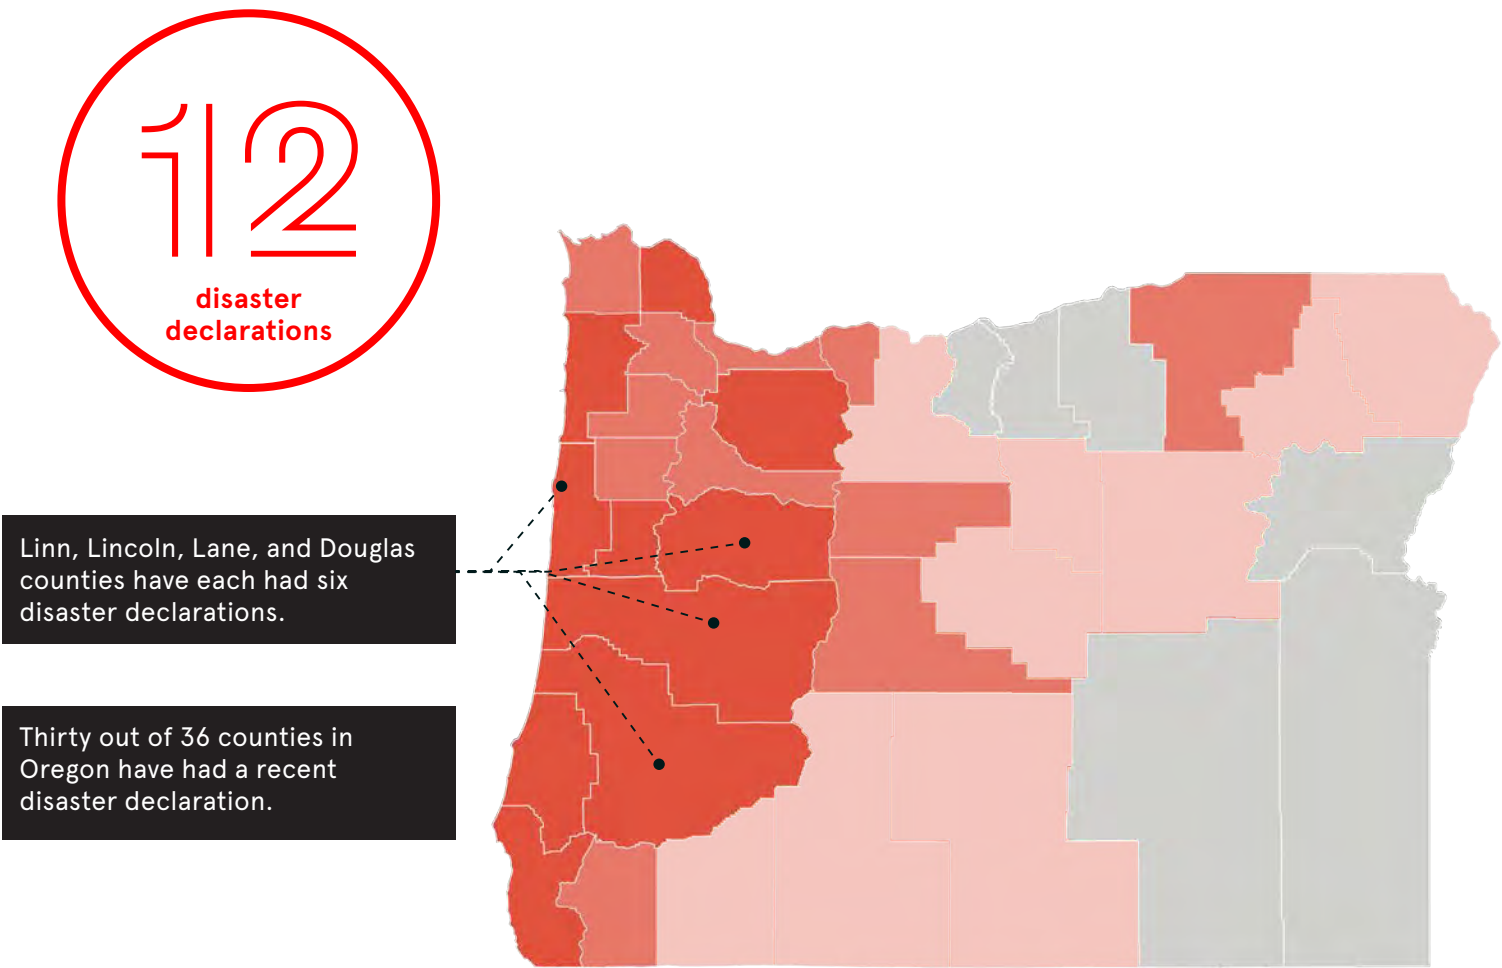 12
disaster
declarations
Linn, Lincoln, Lane, and Douglas
counties have each had six
disaster declarations.
Thirty out of 36 counties in
Oregon have had a recent
disaster declaration.